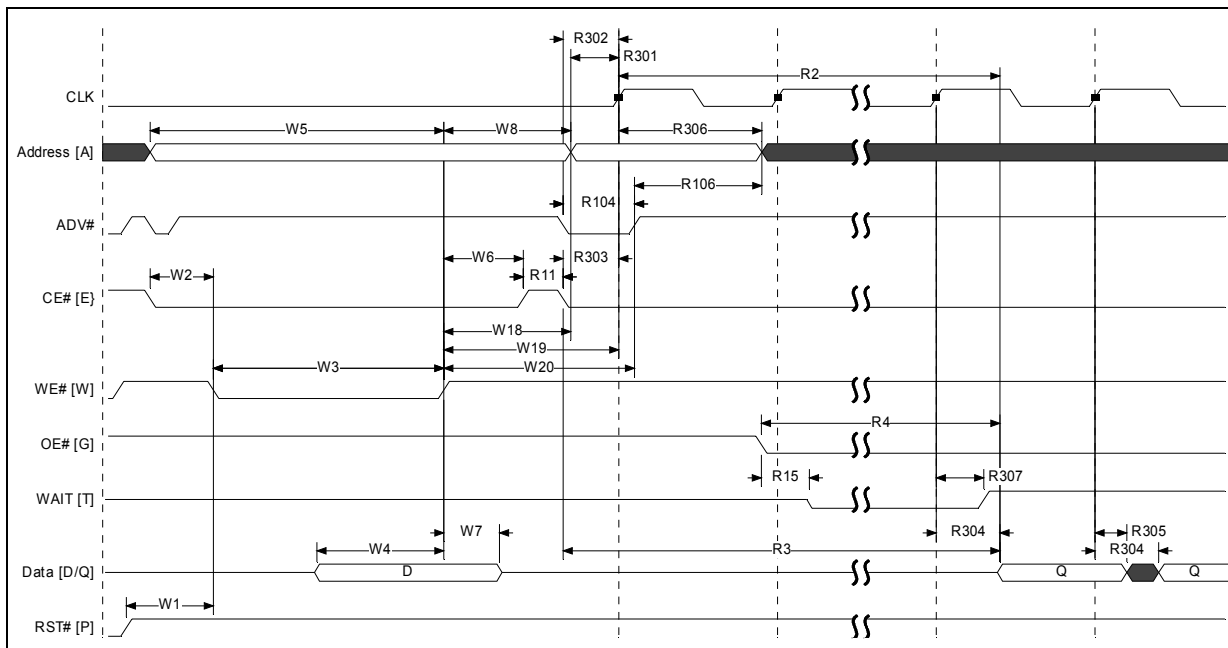 R302
R301
R2
CLK
W5 W8 R306
Address [A]
R106
R104
ADV#
W6 R303
W2 R11
CE# [E}
W18
W19
W3 W20
WE# [W]
R4
OE# [G]
R15 R307
WAIT [T]
W7 R304 R305
W4 R3 R304
Data [D/Q] D Q Q
W1
RST# [P]